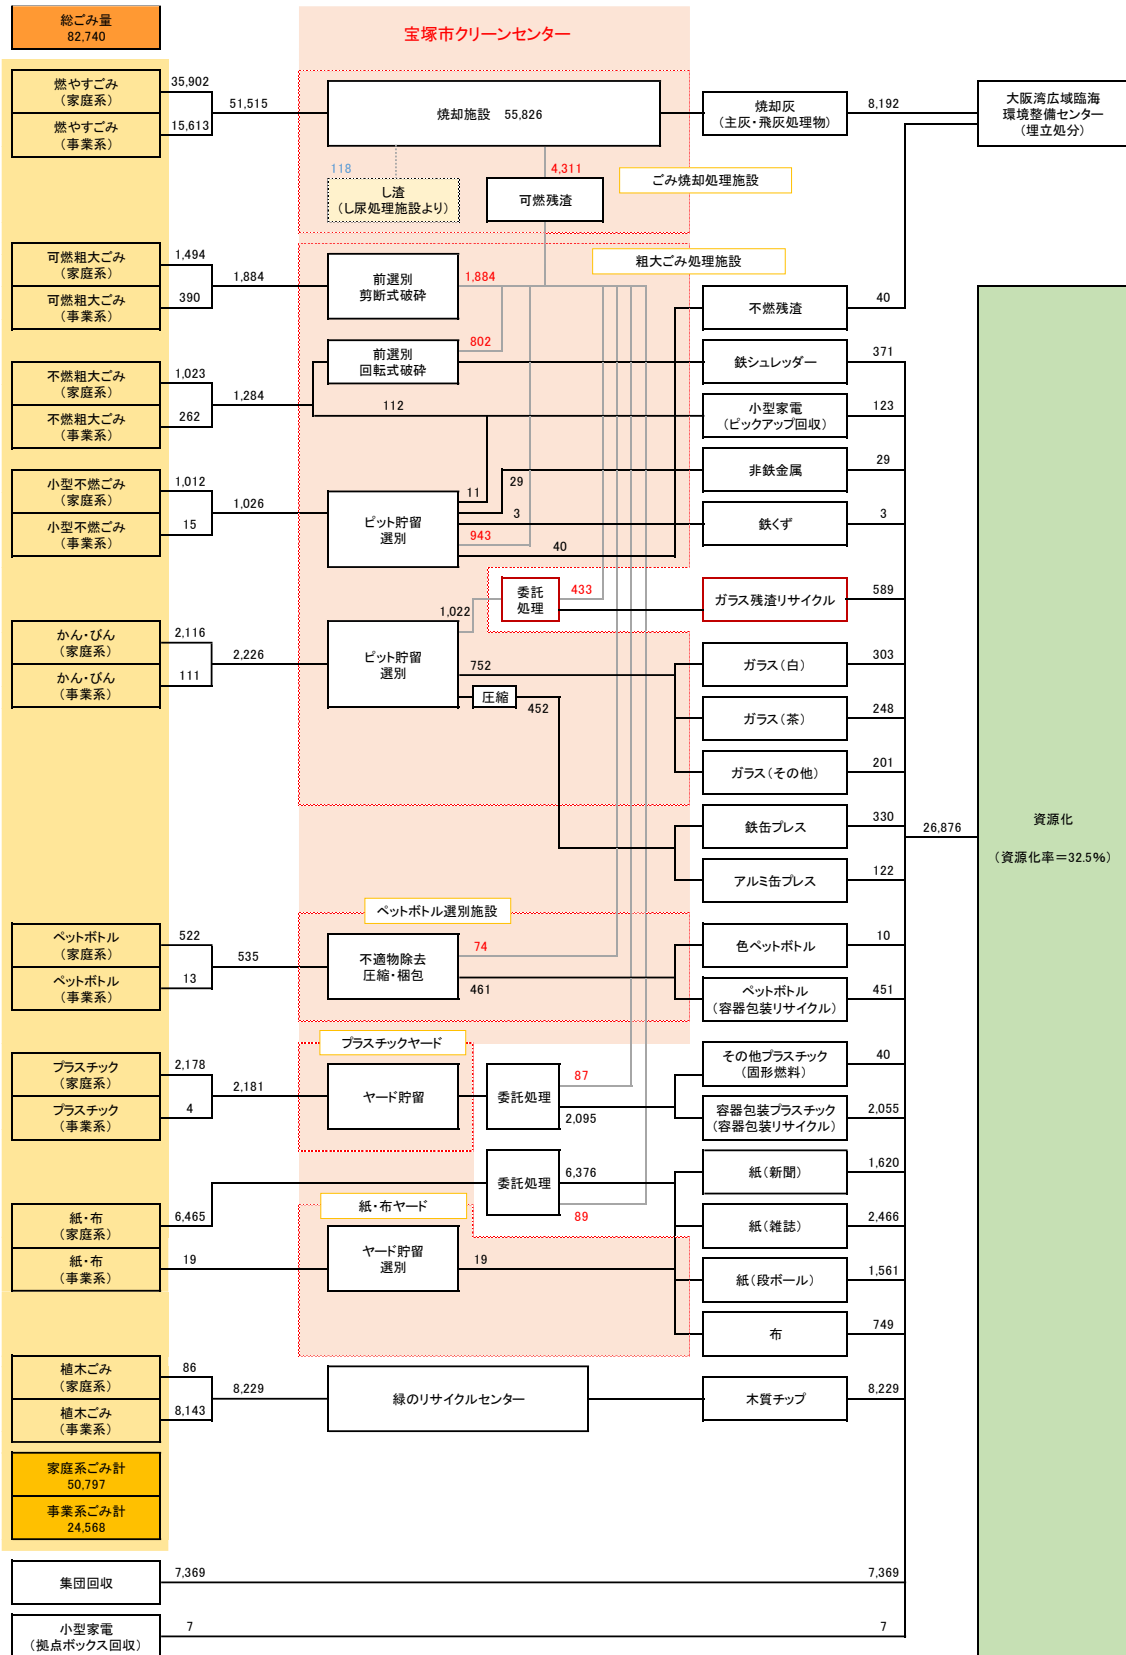 総ごみ量
82,740
宝塚市クリーンセンター
燃やすごみ
(家庭系)
35,902
燃やすごみ
(事業系)
15,613
51,515
焼却施設 55,826
焼却灰
(主灰・飛灰処理物)
8,192
大阪湾広域臨海
環境整備センター
(埋立処分)
118
し渣
(し尿処理施設より)
4,311
可燃残渣
ごみ焼却処理施設
粗大ごみ処理施設
可燃粗大ごみ
(家庭系)
1,494
可燃粗大ごみ
(事業系)
390
1,884
前選別
剪断式破砕
1,884
不燃残渣
40
前選別
回転式破砕
802
鉄シュレッダー
371
不燃粗大ごみ
(家庭系)
1,023
不燃粗大ごみ
(事業系)
262
1,284
112
小型家電
(ピックアップ回収)
123
小型不燃ごみ
(家庭系)
1,012
小型不燃ごみ
(事業系)
15
1,026
ピット貯留
選別
11
29
3
943
40
非鉄金属
29
鉄くず
3
委託
処理
433
ガラス残渣リサイクル
589
かん・びん
(家庭系)
2,116
かん・びん
(事業系)
111
2,226
ピット貯留
選別
1,022
752
圧縮
452
ガラス(白)
303
ガラス(茶)
248
ガラス(その他)
201
鉄缶プレス
330
アルミ缶プレス
122
26,876
資源化
(資源化率=32.5%)
ペットボトル選別施設
ペットボトル
(家庭系)
522
ペットボトル
(事業系)
13
535
不適物除去
圧縮・梱包
74
461
色ペットボトル
10
ペットボトル
(容器包装リサイクル)
451
プラスチックヤード
プラスチック
(家庭系)
2,178
プラスチック
(事業系)
4
2,181
ヤード貯留
委託処理
87
2,095
その他プラスチック
(固形燃料)
40
容器包装プラスチック
(容器包装リサイクル)
2,055
委託処理
6,376
89
紙(新聞)
1,620
紙・布ヤード
紙・布
(家庭系)
6,465
紙・布
(事業系)
19
ヤード貯留
選別
19
紙(雑誌)
2,466
紙(段ボール)
1,561
布
749
植木ごみ
(家庭系)
86
植木ごみ
(事業系)
8,143
8,229
緑のリサイクルセンター
木質チップ
8,229
家庭系ごみ計
50,797
事業系ごみ計
24,568
集団回収
7,369
7,369
小型家電
(拠点ボックス回収)
7
7